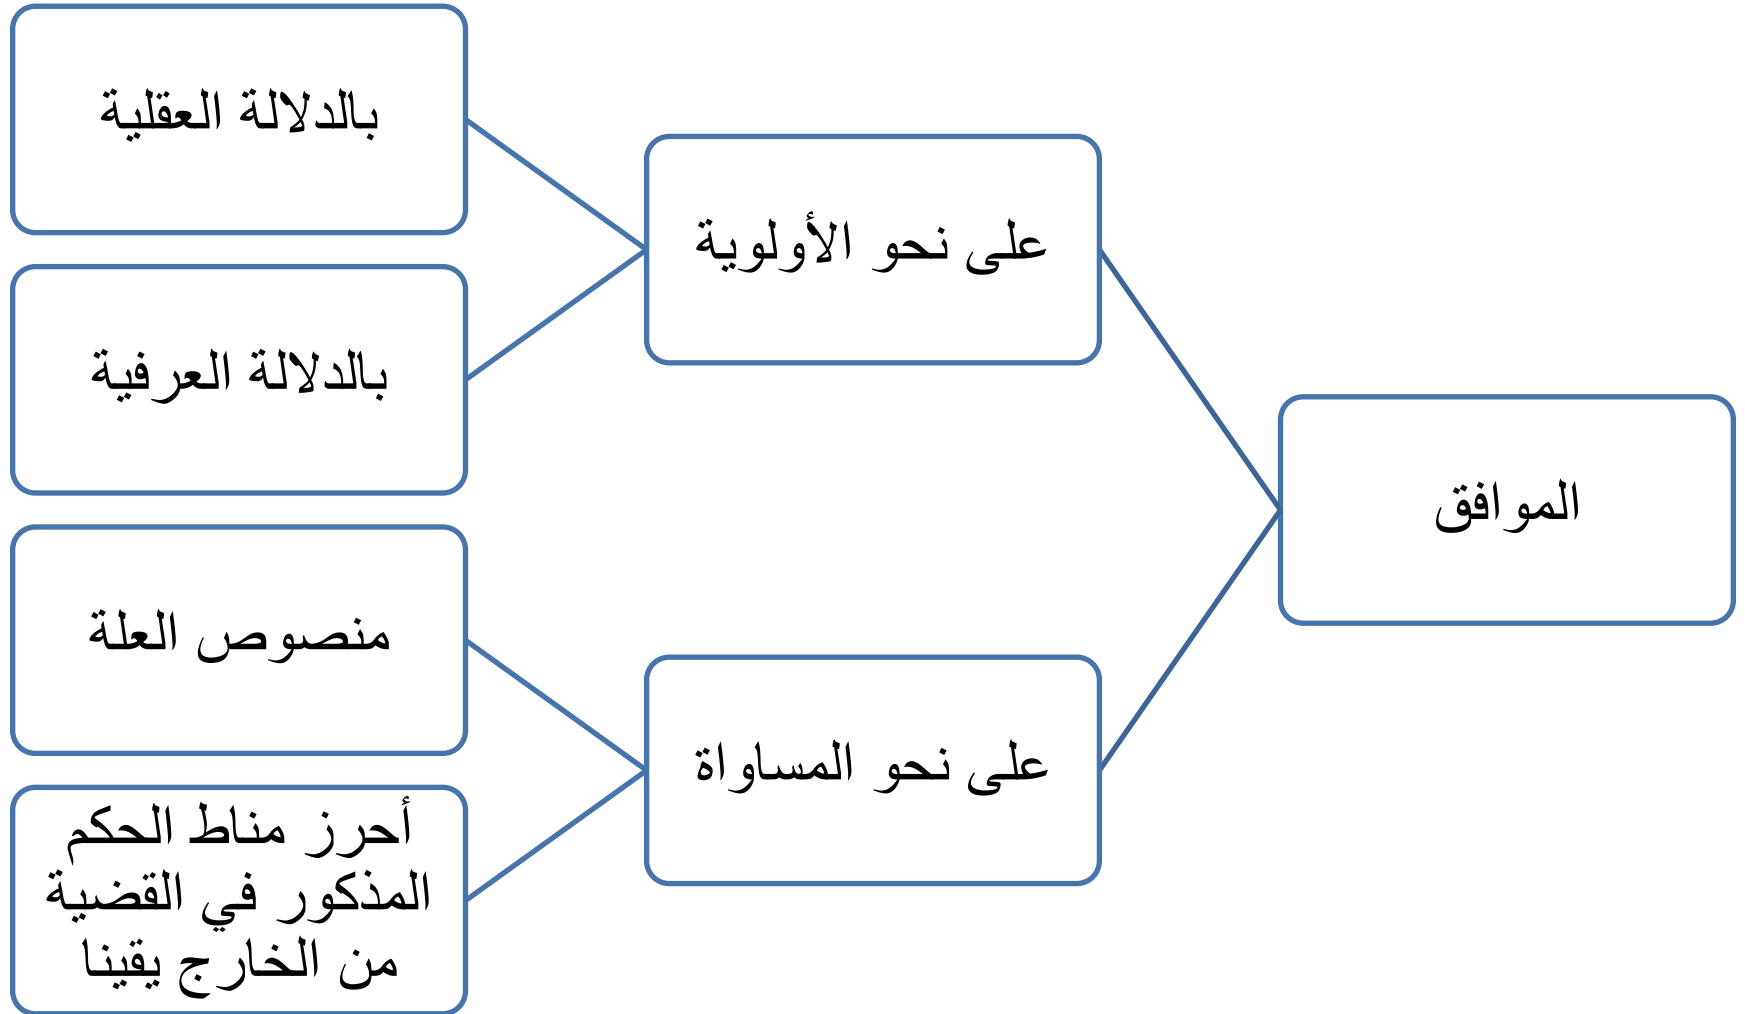 الموافق
على نحو الأولوية
بالدلالة العقلية
بالدلالة العرفية
على نحو المساواة
منصوص العلة
أحرز مناط الحكم
المذكور في القضية
من الخارج يقينا